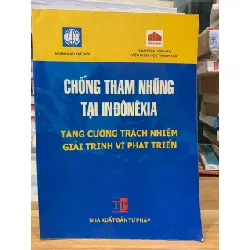 CHỐNG THAM NHŨNG
TẠI INĐÔNÊXIA
TĂNG CƯỜNG TRÁCH NHIỆM
GIẢI TRÌNH VÌ PHÁT TRIỂN
NHÀ XUẤT BẢN TƯ PHÁP